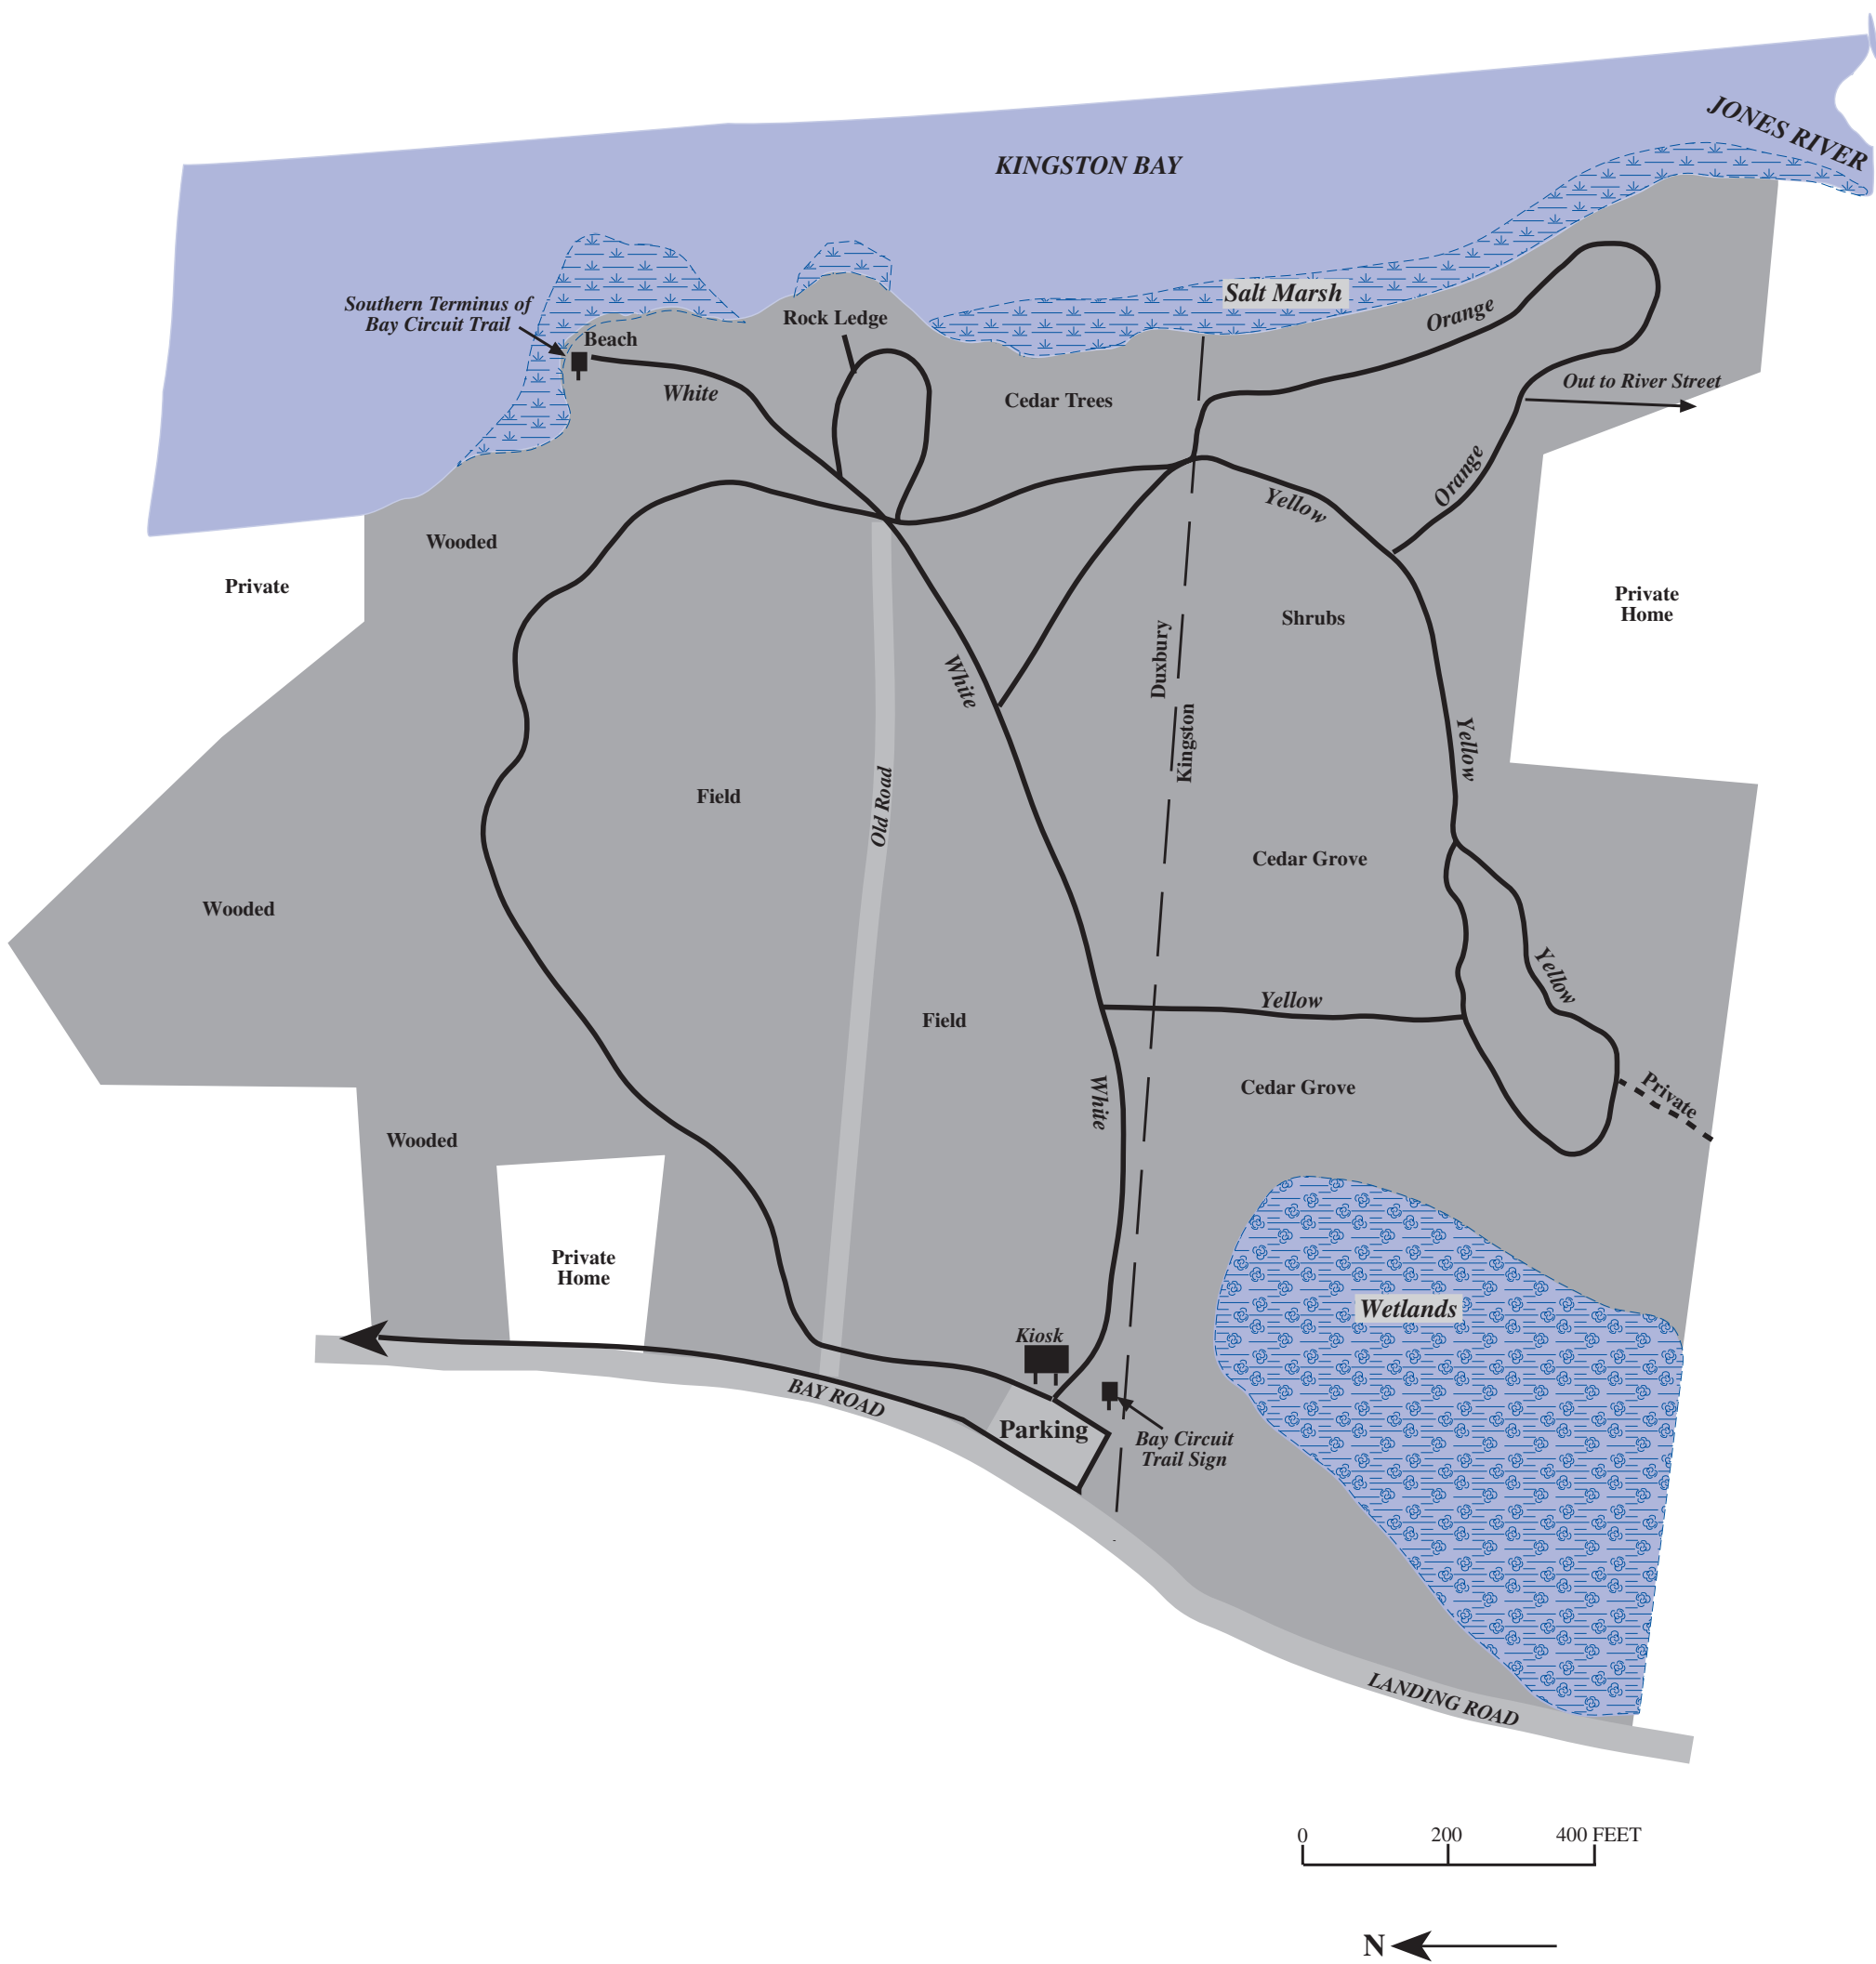 JONES RIVER
KINGSTON BAY
Salt Marsh
Southern Terminus of
Bay Circuit Trail
Rock Ledge
Orange
Beach
Out to River Street
White
Cedar Trees
Orange
Yellow
Wooded
Private
Private
Home
Shrubs
Duxbury
White
Kingston
Yellow
Field
Old Road
Cedar Grove
Wooded
Yellow
Yellow
Field
Cedar Grove
White
Private
Wooded
Private
Home
Wetlands
Kiosk
BAY ROAD
Parking
Bay Circuit
Trail Sign
LANDING ROAD
0 200 400 FEET
N